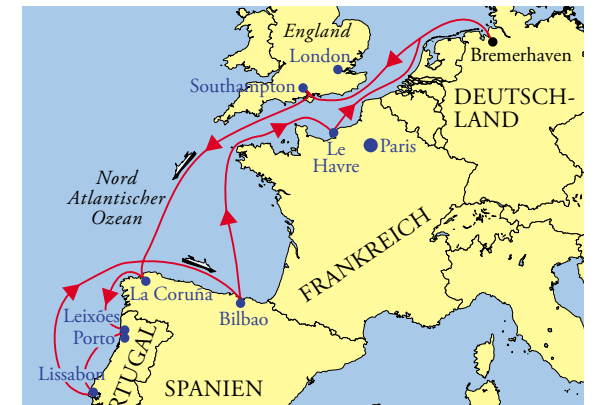 England
London
Bremerhaven
Southampton
DEUTSCH-
LAND
Le
Havre
Paris
Nord
Atlantischer
Ozean
FRANKREICH
La Coruña
Bilbao
Leixões
Porto
Lissabon
RTUGAL
SPANIEN